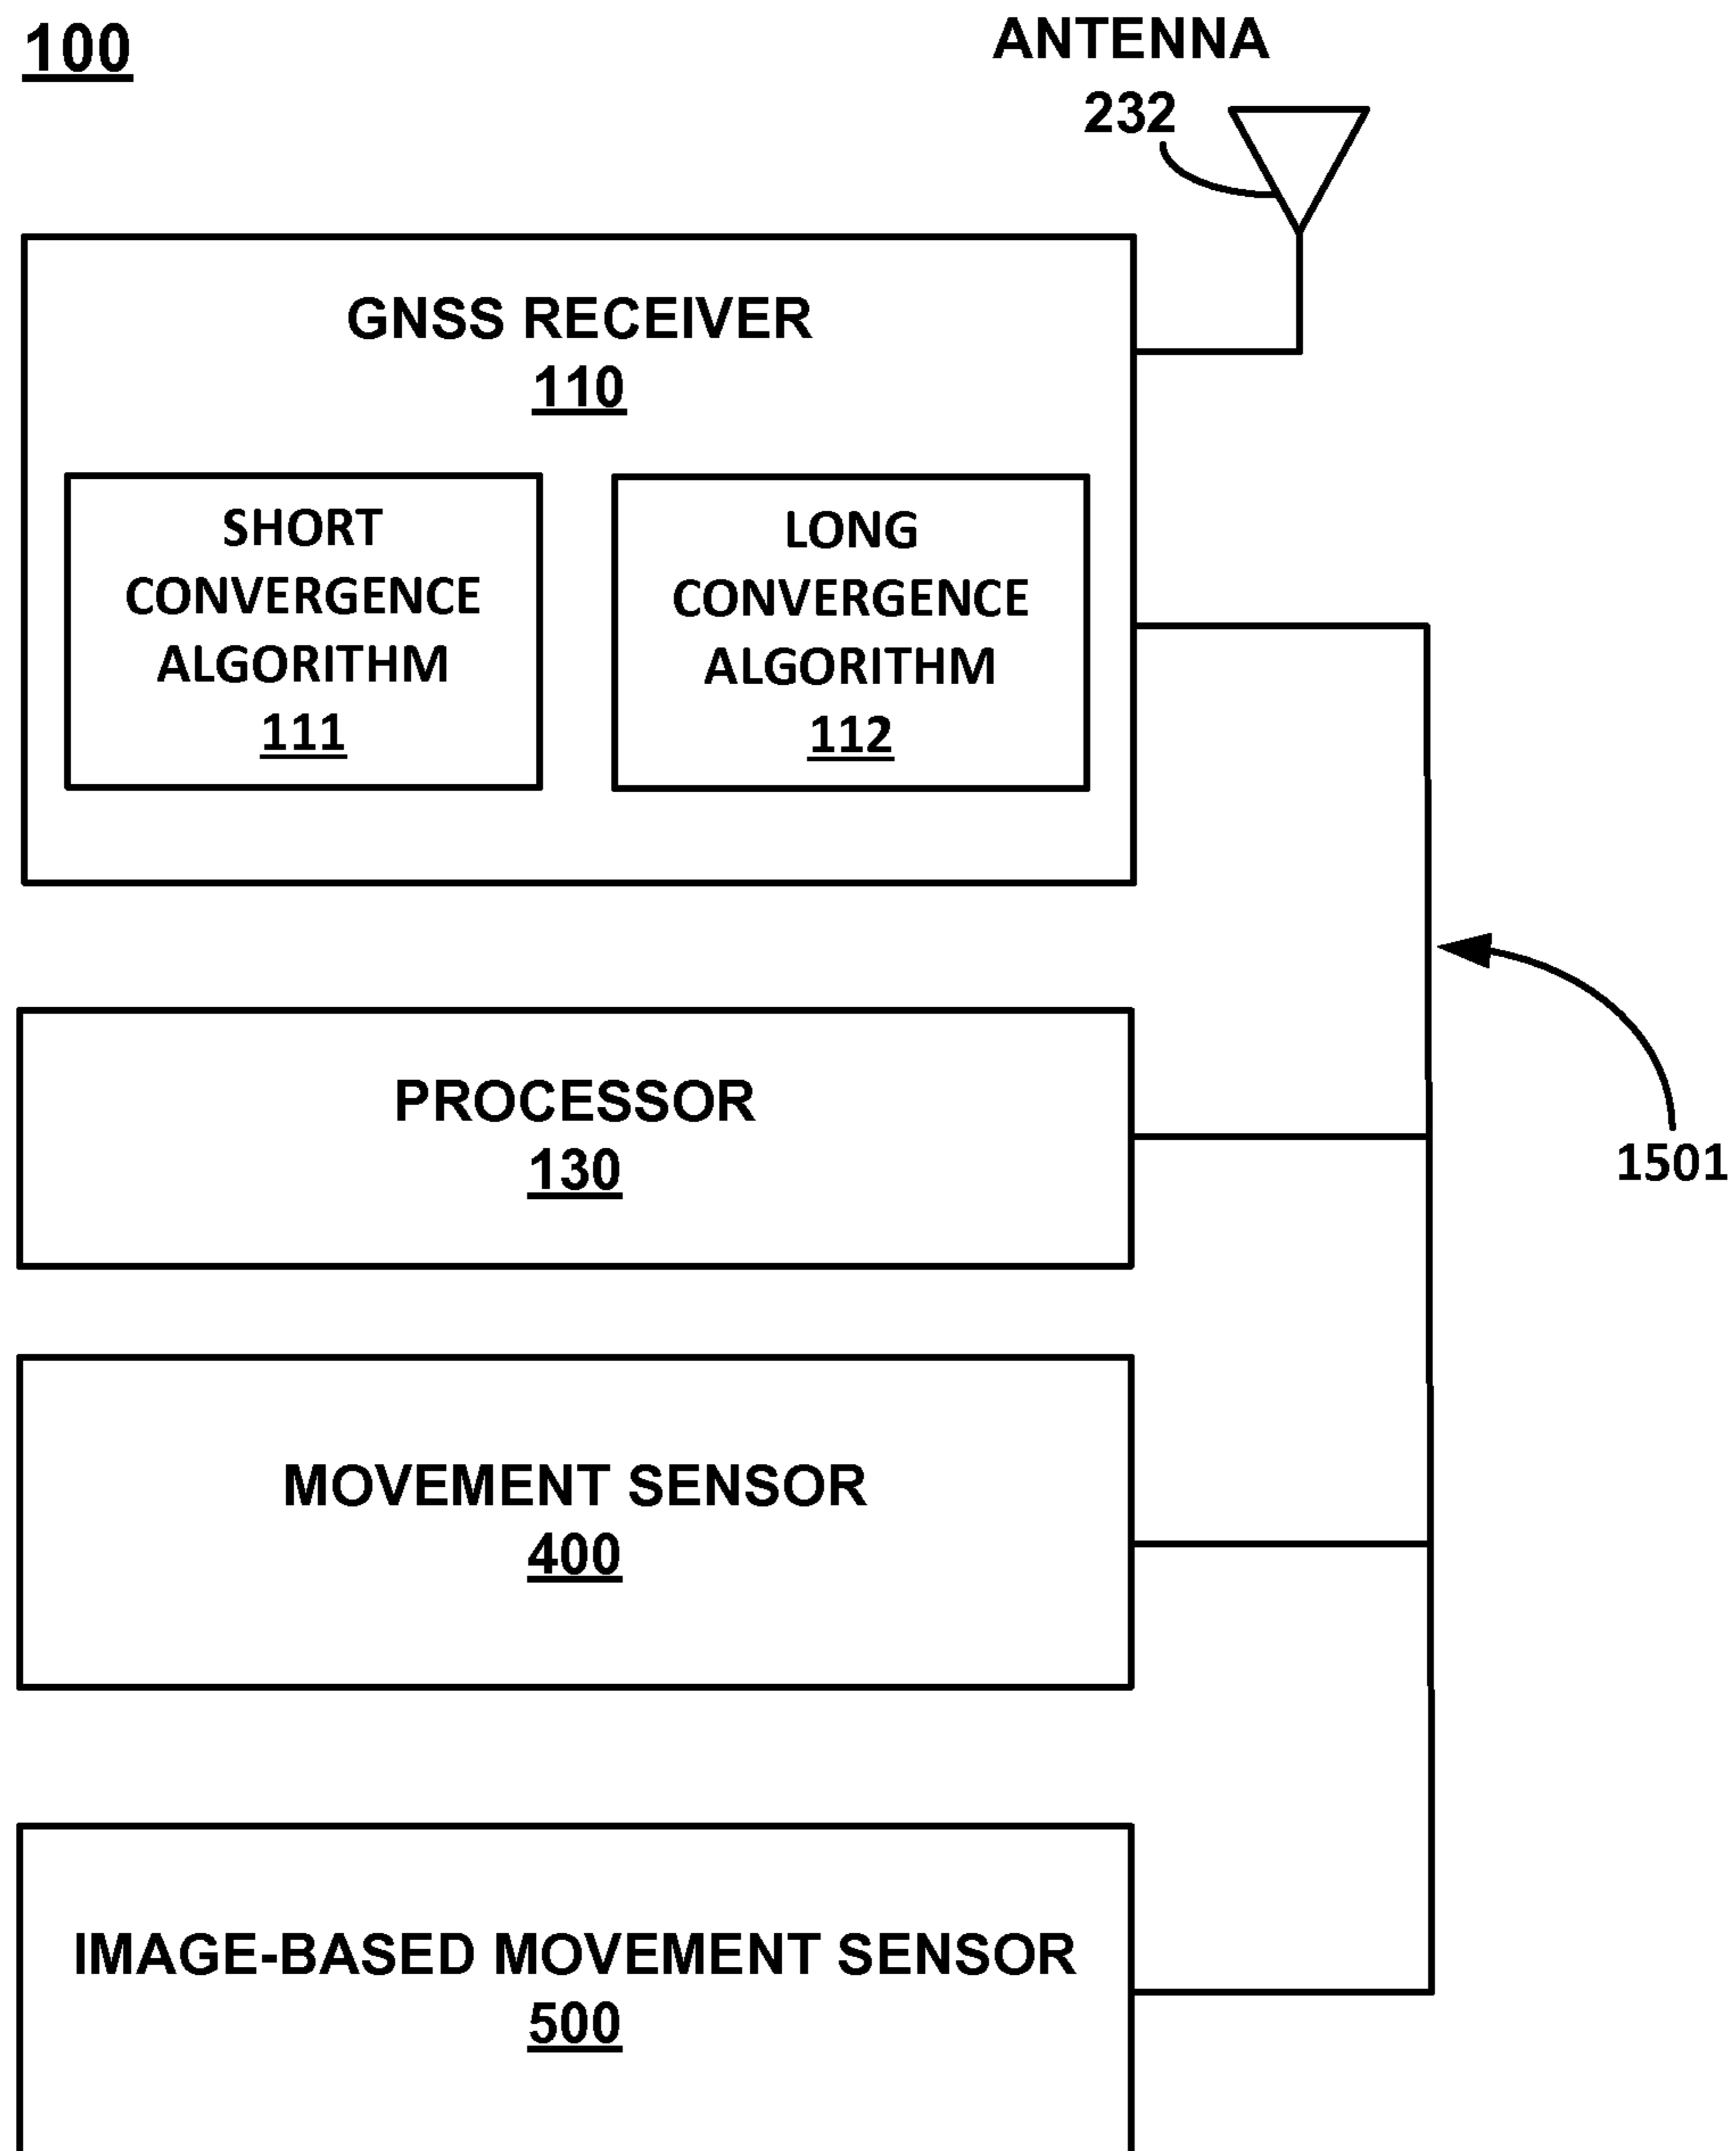 100
ANTENNA
232
GNSS RECEIVER
110
SHORT
CONVERGENCE
ALGORITHM
111
LONG
CONVERGENCE
ALGORITHM
112
PROCESSOR
130
1501
MOVEMENT SENSOR
400
IMAGE-BASED MOVEMENT SENSOR
500